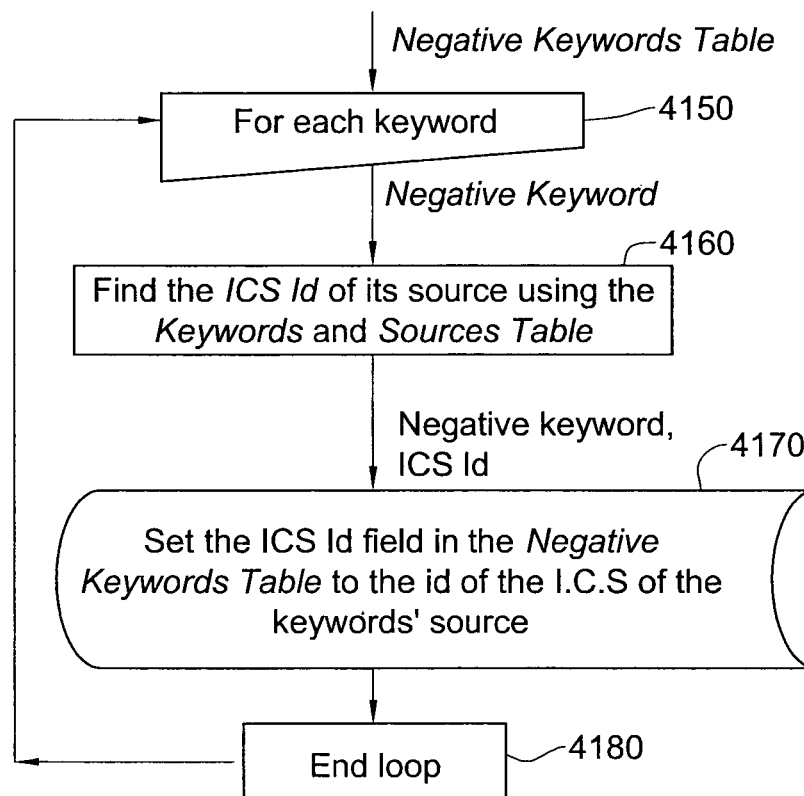 Negative Keywords Table
For each keyword
4150
Negative Keyword
4160
Find the ICS Id of its source using the
Keywords and Sources Table
Negative keyword,
ICS Id
4170
Set the ICS Id field in the Negative
Keywords Table to the id of the I.C.S of the
keywords' source
4180
End loop